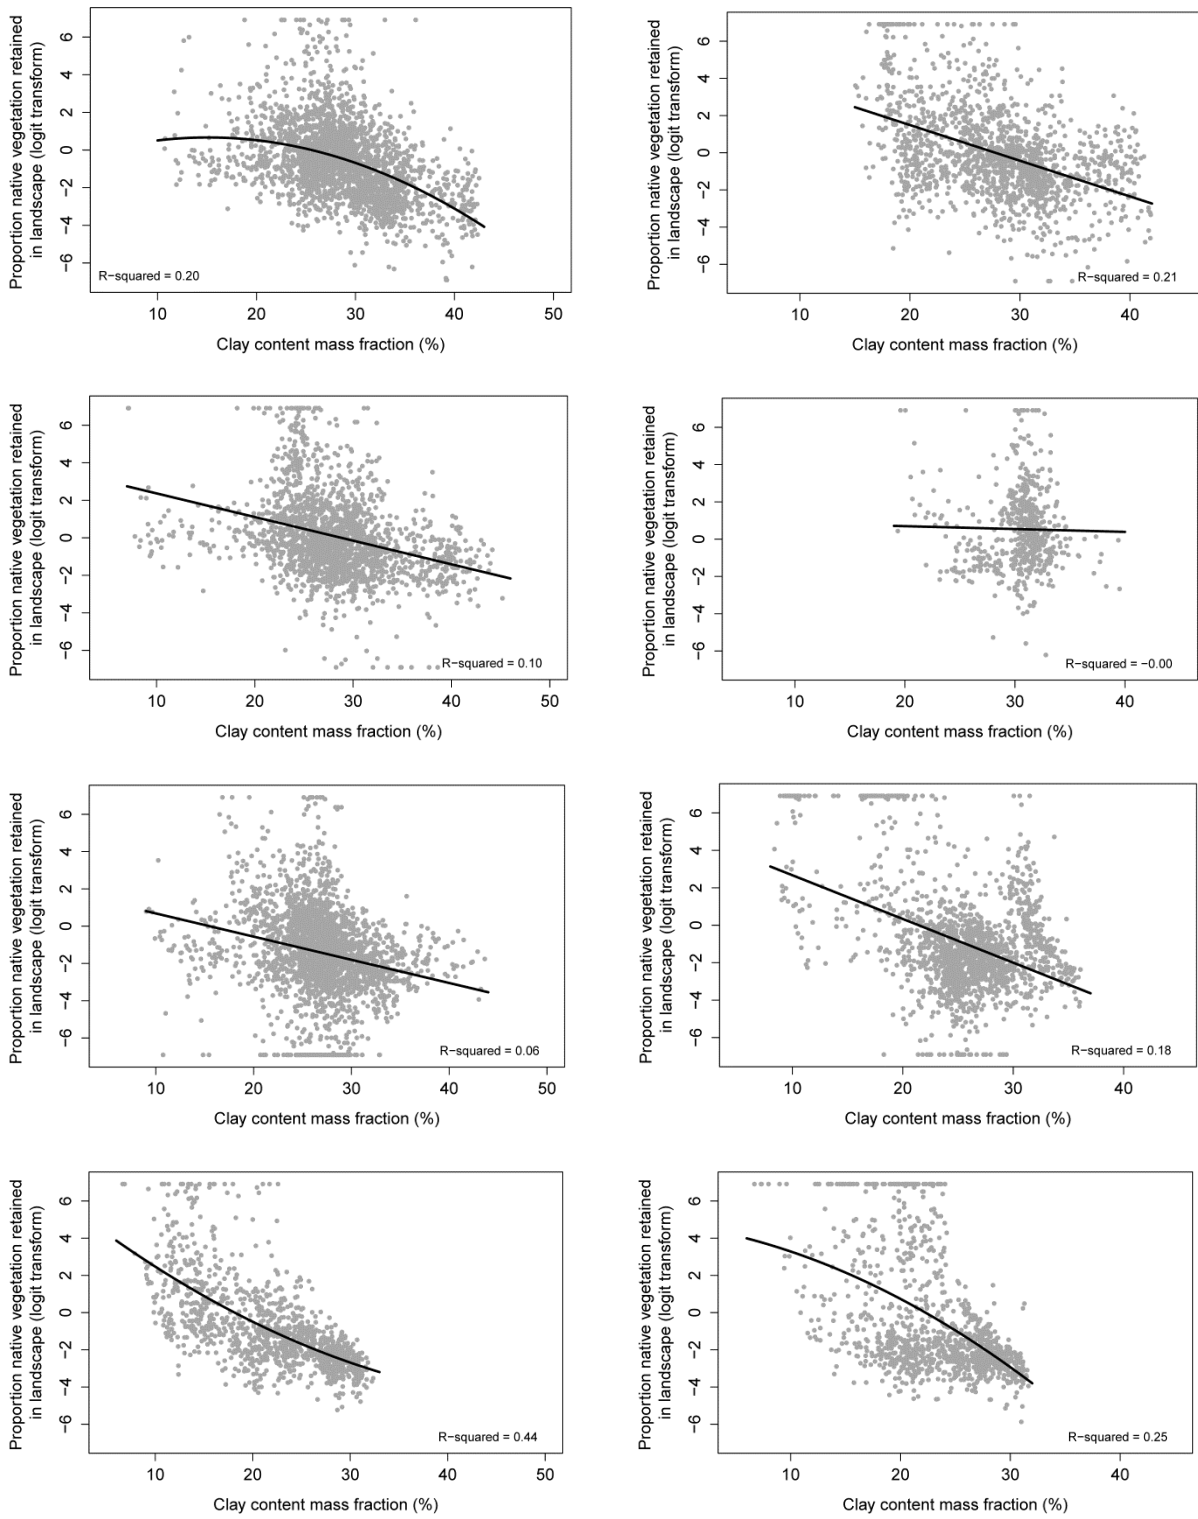 Proportion native vegetation retained
in landscape (logit transform)
6
4
2
0
−2
−4
−6
R−squared = 0.20
10 20 30 40 50
Clay content mass fraction (%)
Proportion native vegetation retained
in landscape (logit transform)
6
4
2
0
−2
−4
−6
R−squared = 0.21
10 20 30 40
Clay content mass fraction (%)
Proportion native vegetation retained
in landscape (logit transform)
6
4
2
0
−2
−4
−6
R−squared = 0.10
10 20 30 40 50
Clay content mass fraction (%)
Proportion native vegetation retained
in landscape (logit transform)
6
4
2
0
−2
−4
−6
R−squared = −0.00
10 20 30 40
Clay content mass fraction (%)
Proportion native vegetation retained
in landscape (logit transform)
6
4
2
0
−2
−4
−6
R−squared = 0.06
10 20 30 40 50
Clay content mass fraction (%)
Proportion native vegetation retained
in landscape (logit transform)
6
4
2
0
−2
−4
−6
R−squared = 0.18
10 20 30 40
Clay content mass fraction (%)
Proportion native vegetation retained
in landscape (logit transform)
6
4
2
0
−2
−4
−6
R−squared = 0.44
10 20 30 40 50
Clay content mass fraction (%)
Proportion native vegetation retained
in landscape (logit transform)
6
4
2
0
−2
−4
−6
R−squared = 0.25
10 20 30 40
Clay content mass fraction (%)